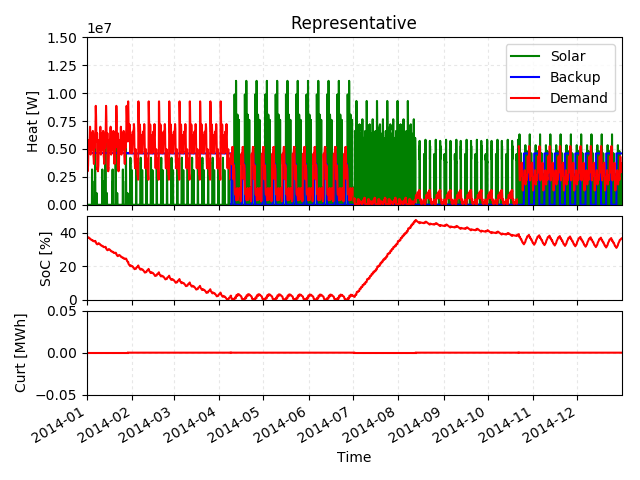 Representative
1e7
1.50
1.25
1.00
0.75
0.50
0.25
0.00
Heat [W]
Solar
Backup
Demand
40
20
0
SoC [%]
0.05
0.00
−0.05
Curt [MWh]
2014-01
2014-02
2014-03
2014-04
2014-05
2014-06
2014-07
2014-08
2014-09
2014-10
2014-11
2014-12
Time